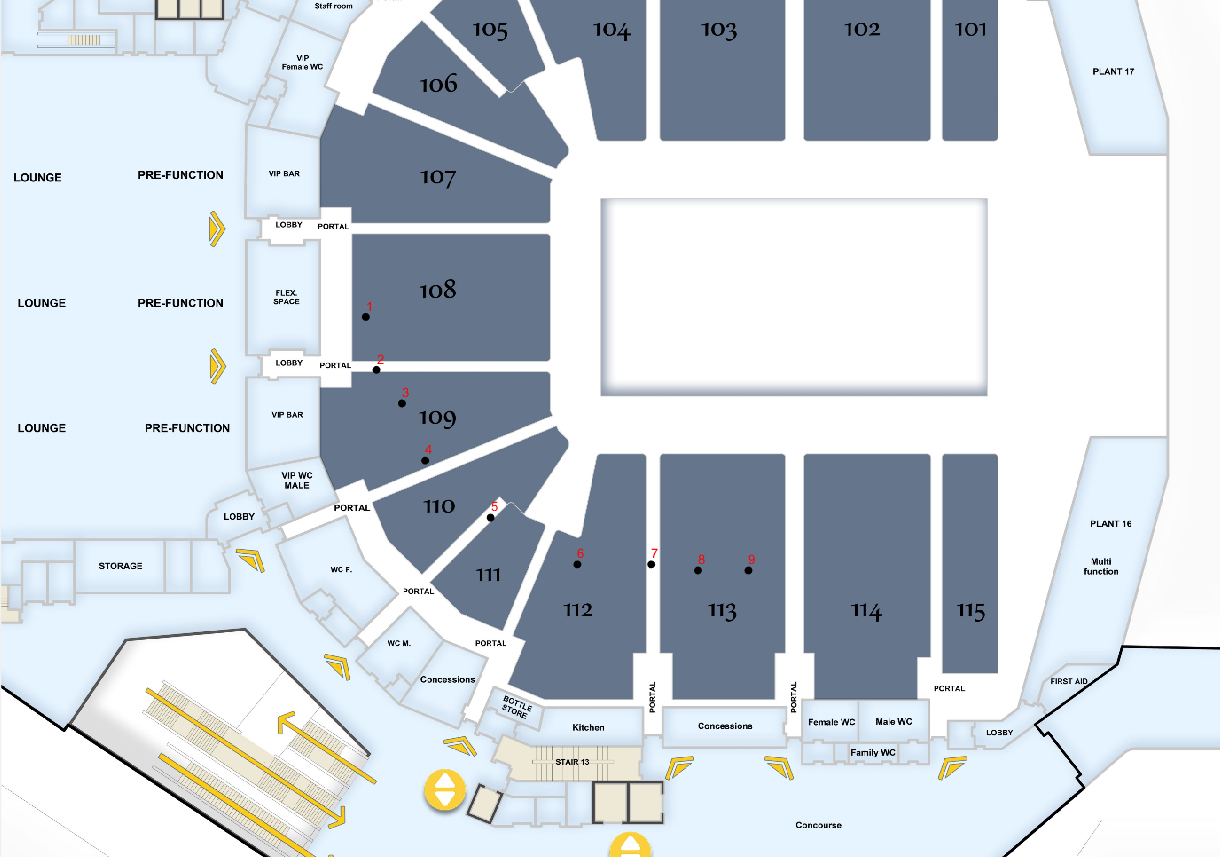 Staff room
105
104
103
102
101
VIP
Female WC
106
PLANT 17
LOUNGE
PRE-FUNCTION
VIP BAR
107
LOBBY
PORTAL
LOUNGE
PRE-FUNCTION
FLEX.
SPACE
108
1
LOBBY
PORTAL
2
3
LOUNGE
PRE-FUNCTION
VIP BAR
109
4
VIP WC
MALE
LOBBY
PORTAL
110
5
PLANT 16
Multi
function
STORAGE
WC F.
PORTAL
111
6
7
8
9
112
113
114
115
WC M.
PORTAL
Concessions
PORTAL
PORTAL
PORTAL
FIRST AID
BOTTLE
STORE
Kitchen
Concessions
Female WC
Male WC
LOBBY
Family WC
STAIR 13
Concourse